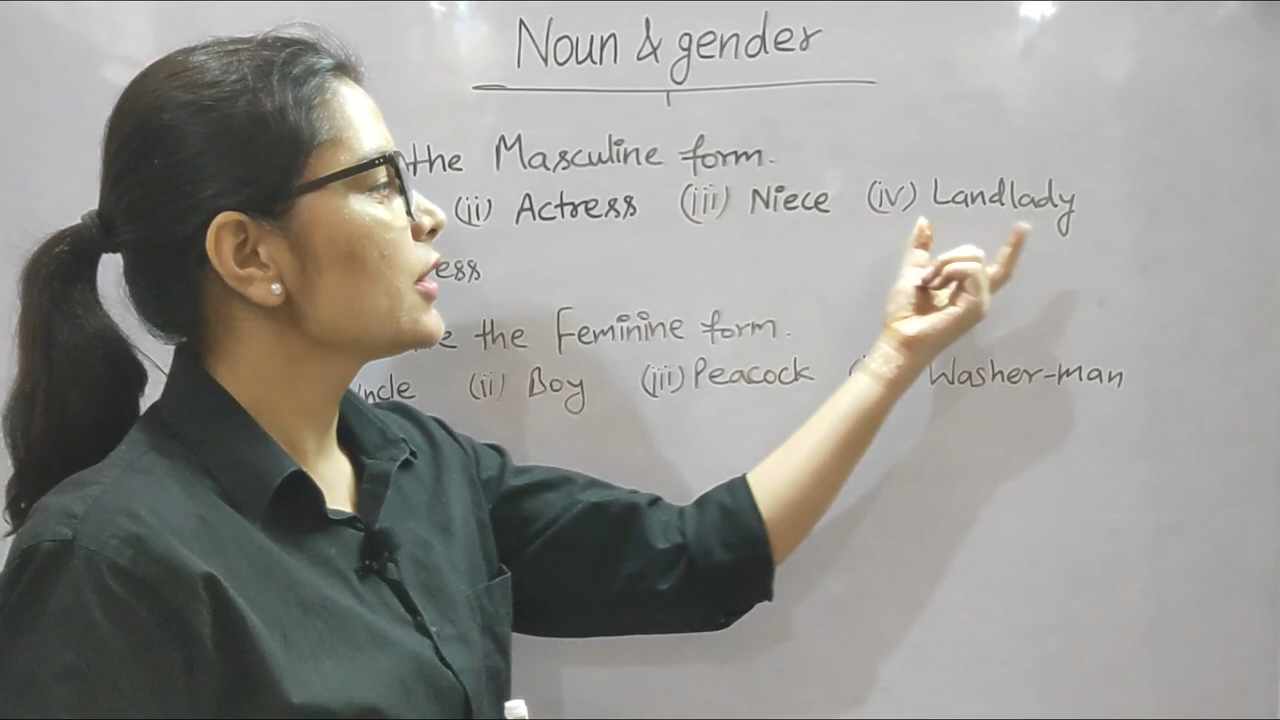 Noun & gender
the Masculine form.
(ii) Actress (iii) Niece (iv) Landlady
ess
the Feminine form.
(ii) Boy (iii) Peacock Washer-man